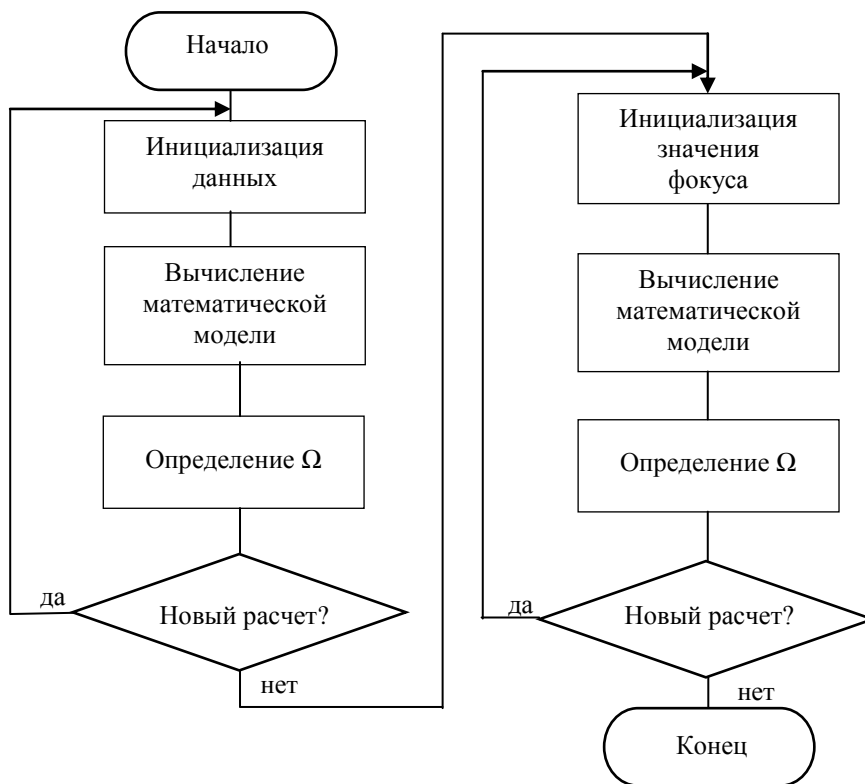 Начало
Инициализация
данных
Вычисление
математической
модели
Определение Ω
Новый расчет?
да
нет
Инициализация
значения
фокуса
Вычисление
математической
модели
Определение Ω
Новый расчет?
да
нет
Конец